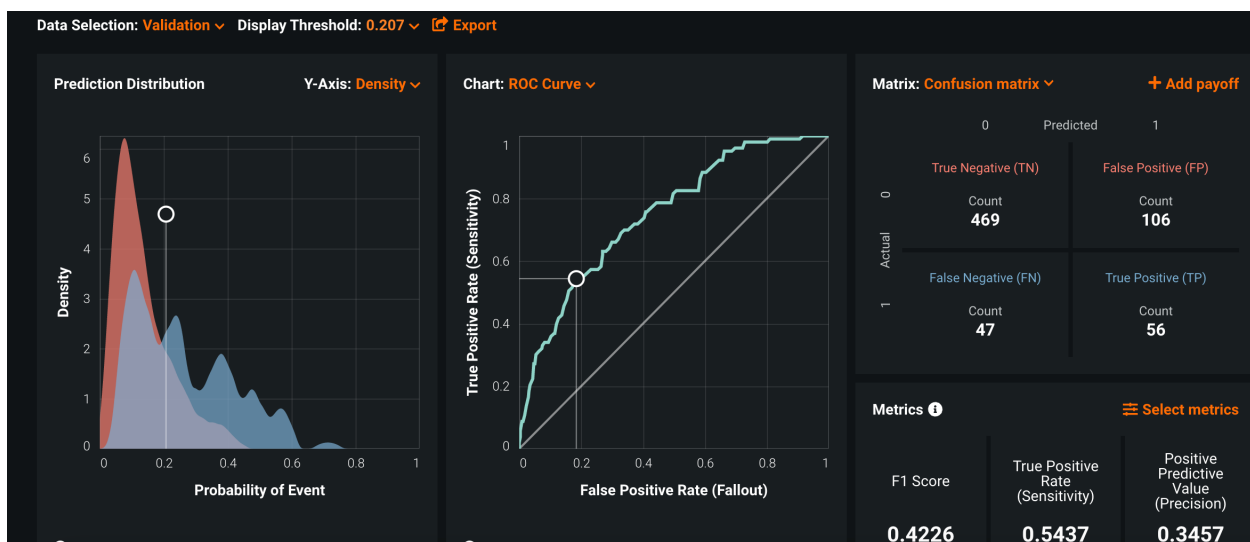 Data Selection: Validation Display Threshold: 0.207 Export
Prediction Distribution Y-Axis: Density
6
5
4
3
2
1
0
Density
0 0.2 0.4 0.6 0.8 1
Probability of Event
Chart: ROC Curve
1
0.8
0.6
0.4
0.2
0
True Positive Rate (Sensitivity)
0 0.2 0.4 0.6 0.8 1
False Positive Rate (Fallout)
Matrix: Confusion matrix + Add payoff
0 Predicted 1
Actual
0
1
True Negative (TN) False Positive (FP)
Count Count
469 106
False Negative (FN) True Positive (TP)
Count Count
47 56
Metrics Select metrics
F1 Score
0.4226
True Positive
Rate
(Sensitivity)
0.5437
Positive
Predictive
Value
(Precision)
0.3457